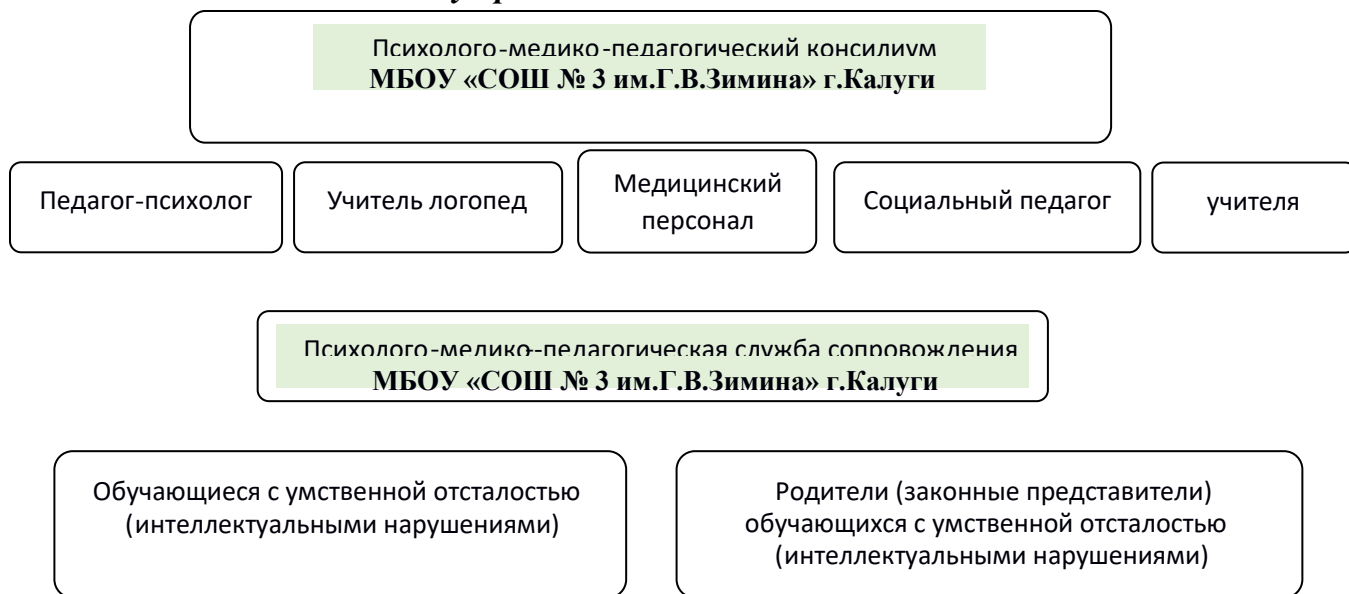 Психолого-медико-педагогический консилиум
МБОУ «СОШ № 3 им.Г.В.Зимина» г.Калуги
Педагог-психолог
Учитель логопед
Медицинский
персонал
Социальный педагог
учителя
Психолого-медико--педагогическая служба сопровождения
МБОУ «СОШ № 3 им.Г.В.Зимина» г.Калуги
Обучающиеся с умственной отсталостью
(интеллектуальными нарушениями)
Родители (законные представители)
обучающихся с умственной отсталостью
(интеллектуальными нарушениями)